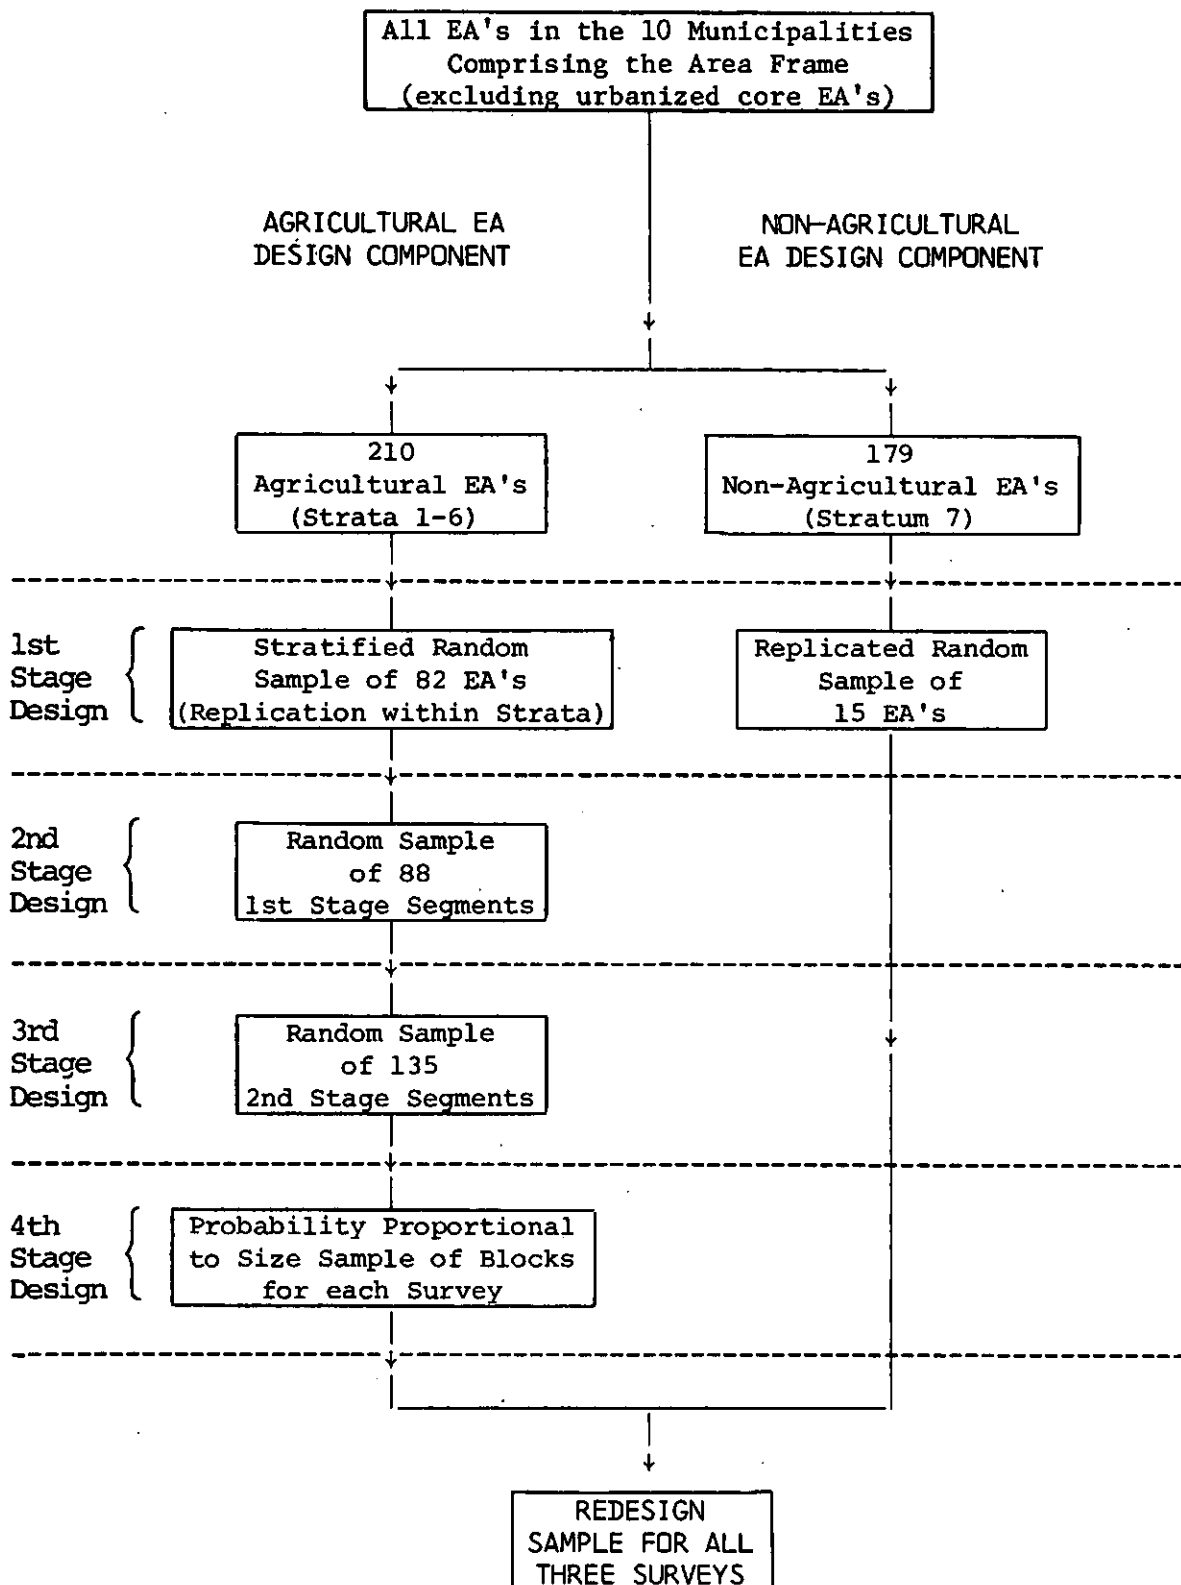 All EA's in the 10 Municipalities
Comprising the Area Frame
(excluding urbanized core EA's)
AGRICULTURAL EA
DESIGN COMPONENT
NON-AGRICULTURAL
EA DESIGN COMPONENT
210
Agricultural EA's
(Strata 1-6)
179
Non-Agricultural EA's
(Stratum 7)
1st
Stage
Design
Stratified Random
Sample of 82 EA's
(Replication within Strata)
Replicated Random
Sample of
15 EA's
2nd
Stage
Design
Random Sample
of 88
1st Stage Segments
3rd
Stage
Design
Random Sample
of 135
2nd Stage Segments
4th
Stage
Design
Probability Proportional
to Size Sample of Blocks
for each Survey
REDESIGN
SAMPLE FOR ALL
THREE SURVEYS